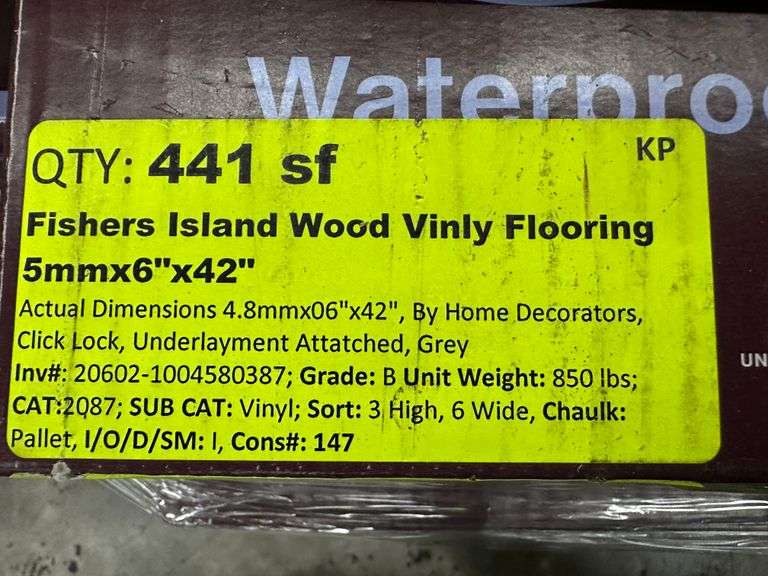 Waterpro
QTY: 441 sf
KP
Fishers Island Wood Vinly Flooring
5mmx6"x42"
Actual Dimensions 4.8mmx06"x42", By Home Decorators,
Click Lock, Underlayment Attatched, Grey
Inv#: 20602-1004580387; Grade: B Unit Weight: 850 lbs;
CAT:2087; SUB CAT: Vinyl; Sort: 3 High, 6 Wide, Chaulk:
Pallet, I/O/D/SM: I, Cons#: 147
UN